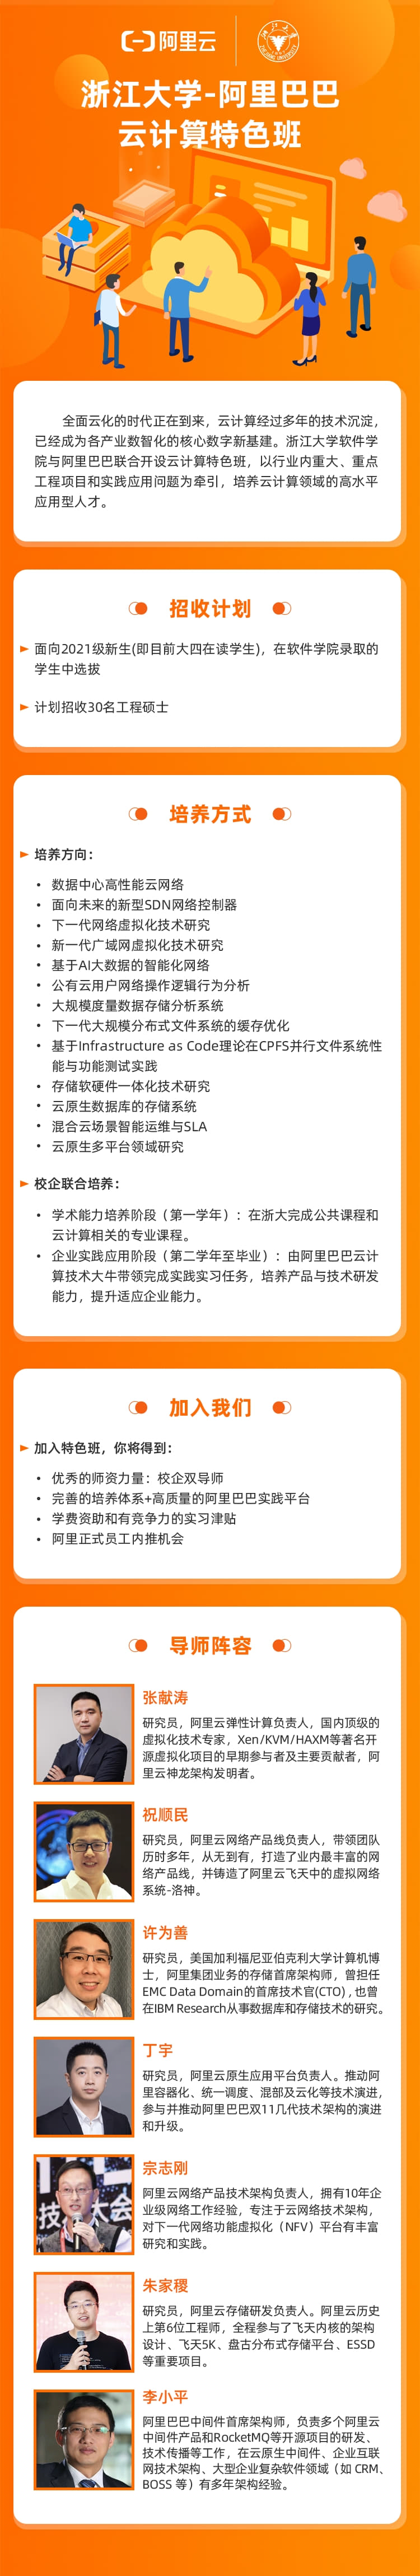 阿里云
浙江大学
ZHEJIANG UNIVERSITY
浙江大学-阿里巴巴
云计算特色班
全面云化的时代正在到来，云计算经过多年的技术沉淀，
已经成为各产业数智化的核心数字新基建。浙江大学软件学
院与阿里巴巴联合开设云计算特色班，以行业内重大、重点
工程项目和实践应用问题为牵引，培养云计算领域的高水平
应用型人才。
招收计划
面向2021级新生(即目前大四在读学生)，在软件学院录取的
学生中选拔
计划招收30名工程硕士
培养方式
培养方向：
• 数据中心高性能云网络
• 面向未来的新型SDN网络控制器
• 下一代网络虚拟化技术研究
• 新一代广域网虚拟化技术研究
• 基于AI大数据的智能化网络
• 公有云用户网络操作逻辑行为分析
• 大规模度量数据存储分析系统
• 下一代大规模分布式文件系统的缓存优化
• 基于Infrastructure as Code理论在CPFS并行文件系统性
能与功能测试实践
• 存储软硬件一体化技术研究
• 云原生数据库的存储系统
• 混合云场景智能运维与SLA
• 云原生多平台领域研究
校企联合培养：
• 学术能力培养阶段（第一学年）：在浙大完成公共课程和
云计算相关的专业课程。
• 企业实践应用阶段（第二学年至毕业）：由阿里巴巴云计
算技术大牛带领完成实践实习任务，培养产品与技术研发
能力，提升适应企业能力。
加入我们
加入特色班，你将得到：
• 优秀的师资力量：校企双导师
• 完善的培养体系+高质量的阿里巴巴实践平台
• 学费资助和有竞争力的实习津贴
• 阿里正式员工内推机会
导师阵容
张献涛
研究员，阿里云弹性计算负责人，国内顶级的
虚拟化技术专家，Xen/KVM/HAXM等著名开
源虚拟化项目的早期参与者及主要贡献者，阿
里云神龙架构发明者。
祝顺民
研究员，阿里云网络产品线负责人，带领团队
历时多年，从无到有，打造了业内最丰富的网
络产品线，并铸造了阿里云飞天中的虚拟网络
系统-洛神。
许为善
研究员，美国加利福尼亚伯克利大学计算机博
士，阿里集团业务的存储首席架构师，曾担任
EMC Data Domain的首席技术官(CTO)，也曾
在IBM Research从事数据库和存储技术的研究。
丁宇
研究员，阿里云原生应用平台负责人。推动阿
里容器化、统一调度、混部及云化等技术演进，
参与并推动阿里巴巴双11几代技术架构的演进
和升级。
技 大会
宗志刚
阿里云网络产品技术架构负责人，拥有10年企
业级网络工作经验，专注于云网络技术架构，
对下一代网络功能虚拟化（NFV）平台有丰富
研究和实践。
朱家稷
研究员，阿里云存储研发负责人。阿里云历史
上第6位工程师，全程参与了飞天内核的架构
设计、飞天5K、盘古分布式存储平台、ESSD
等重要项目。
李小平
阿里巴巴中间件首席架构师，负责多个阿里云
中间件产品和RocketMQ等开源项目的研发、
技术传播等工作，在云原生中间件、企业互联
网技术架构、大型企业复杂软件领域（如 CRM、
BOSS 等）有多年架构经验。